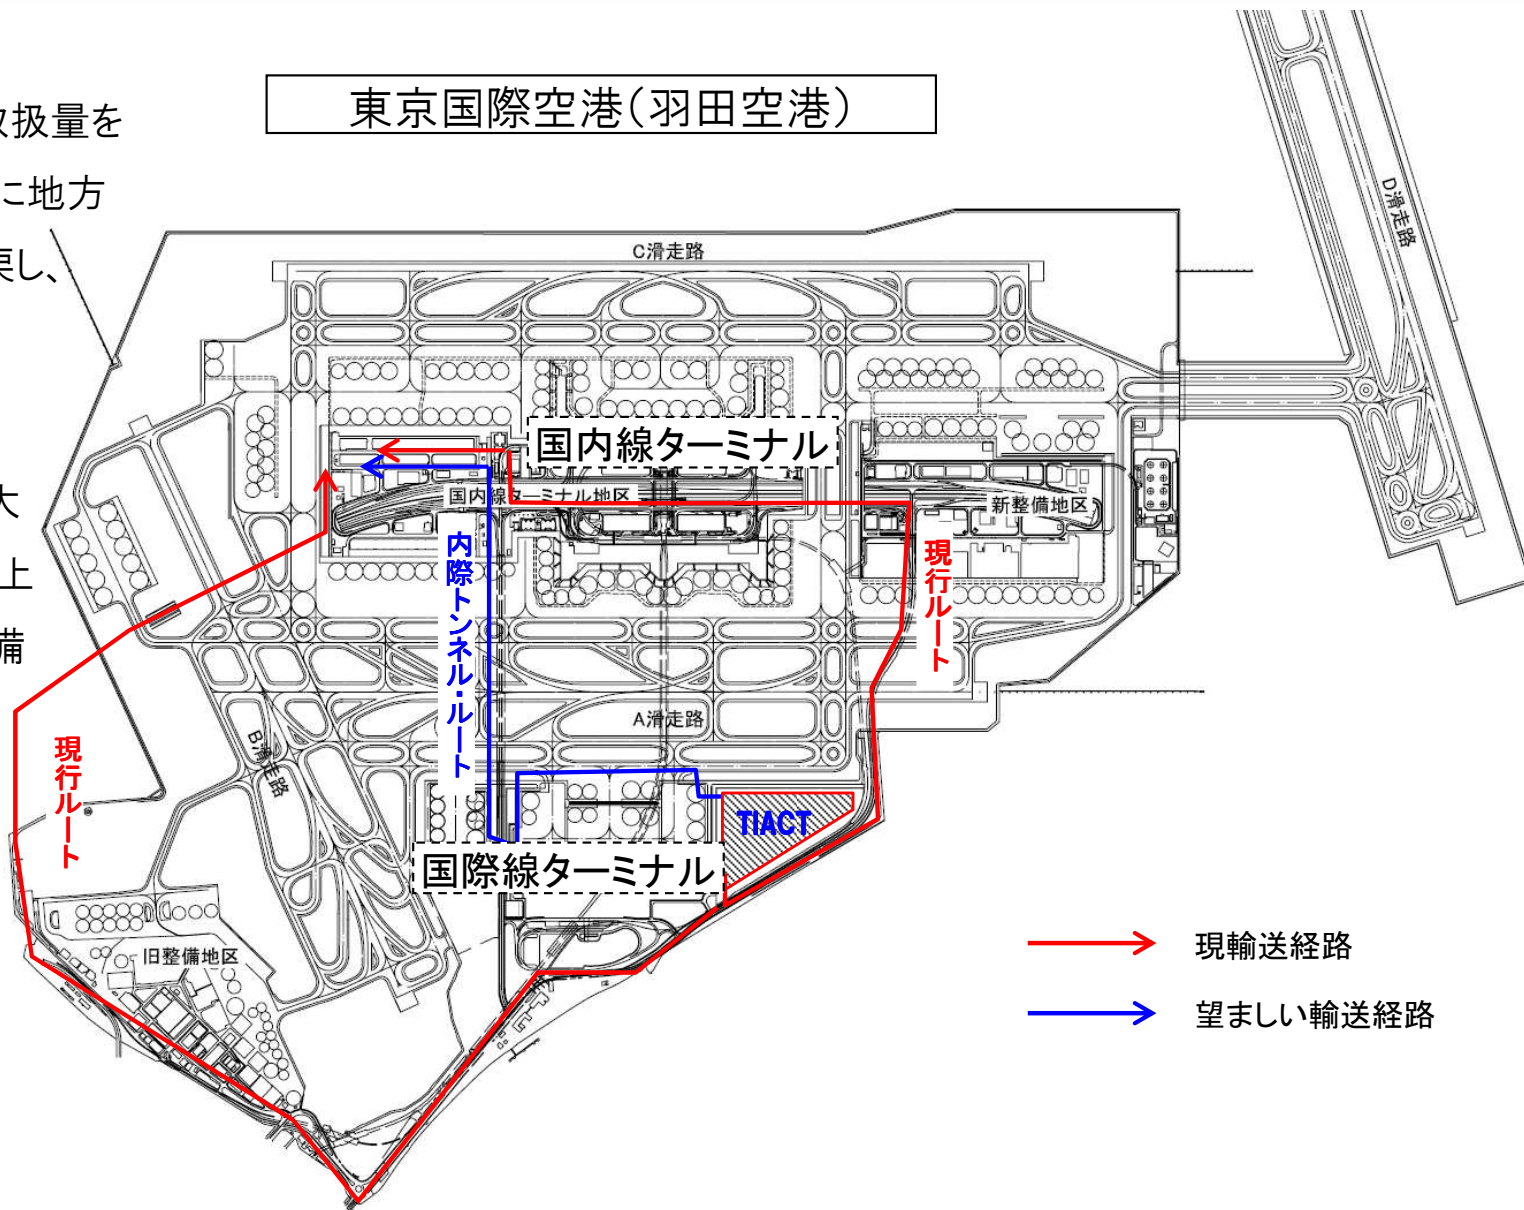 東京国際空港(羽田空港)
取扱量を
に地方
戻し、
大
上
備
C滑走路
D滑走路
国内線ターミナル
国内線ターミナル地区
新整備地区
内際トンネル・ルート
現行ルート
A滑走路
B滑走路
現行ルート
TIACT
国際線ターミナル
旧整備地区
現輸送経路
望ましい輸送経路